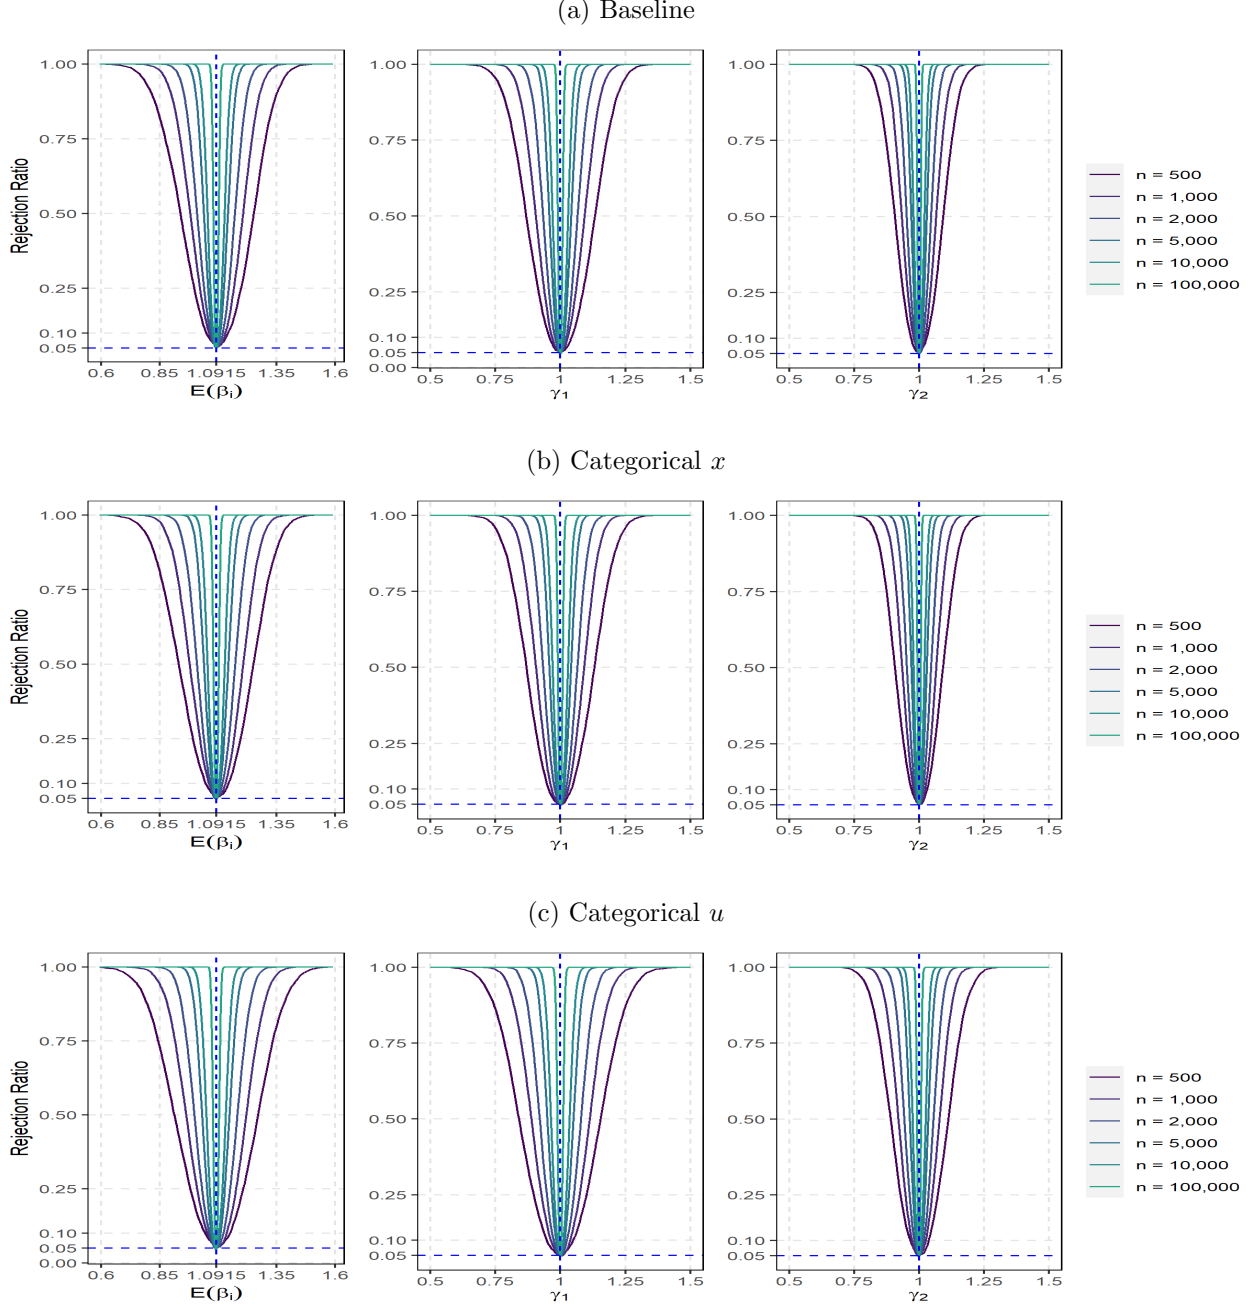 (a) Baseline
Rejection Ratio
1.00
0.75
0.50
0.25
0.10
0.05
0.6 0.85 1.0915 1.35 1.6
E(βi)
1.00
0.75
0.50
0.25
0.10
0.05
0.00
0.5 0.75 1 1.25 1.5
γ1
1.00
0.75
0.50
0.25
0.10
0.05
0.5 0.75 1 1.25 1.5
γ2
n = 500
n = 1,000
n = 2,000
n = 5,000
n = 10,000
n = 100,000
(b) Categorical x
Rejection Ratio
1.00
0.75
0.50
0.25
0.10
0.05
0.6 0.85 1.0915 1.35 1.6
E(βi)
1.00
0.75
0.50
0.25
0.10
0.05
0.5 0.75 1 1.25 1.5
γ1
1.00
0.75
0.50
0.25
0.10
0.05
0.5 0.75 1 1.25 1.5
γ2
n = 500
n = 1,000
n = 2,000
n = 5,000
n = 10,000
n = 100,000
(c) Categorical u
Rejection Ratio
1.00
0.75
0.50
0.25
0.10
0.05
0.00
0.6 0.85 1.0915 1.35 1.6
E(βi)
1.00
0.75
0.50
0.25
0.10
0.05
0.5 0.75 1 1.25 1.5
γ1
1.00
0.75
0.50
0.25
0.10
0.05
0.5 0.75 1 1.25 1.5
γ2
n = 500
n = 1,000
n = 2,000
n = 5,000
n = 10,000
n = 100,000